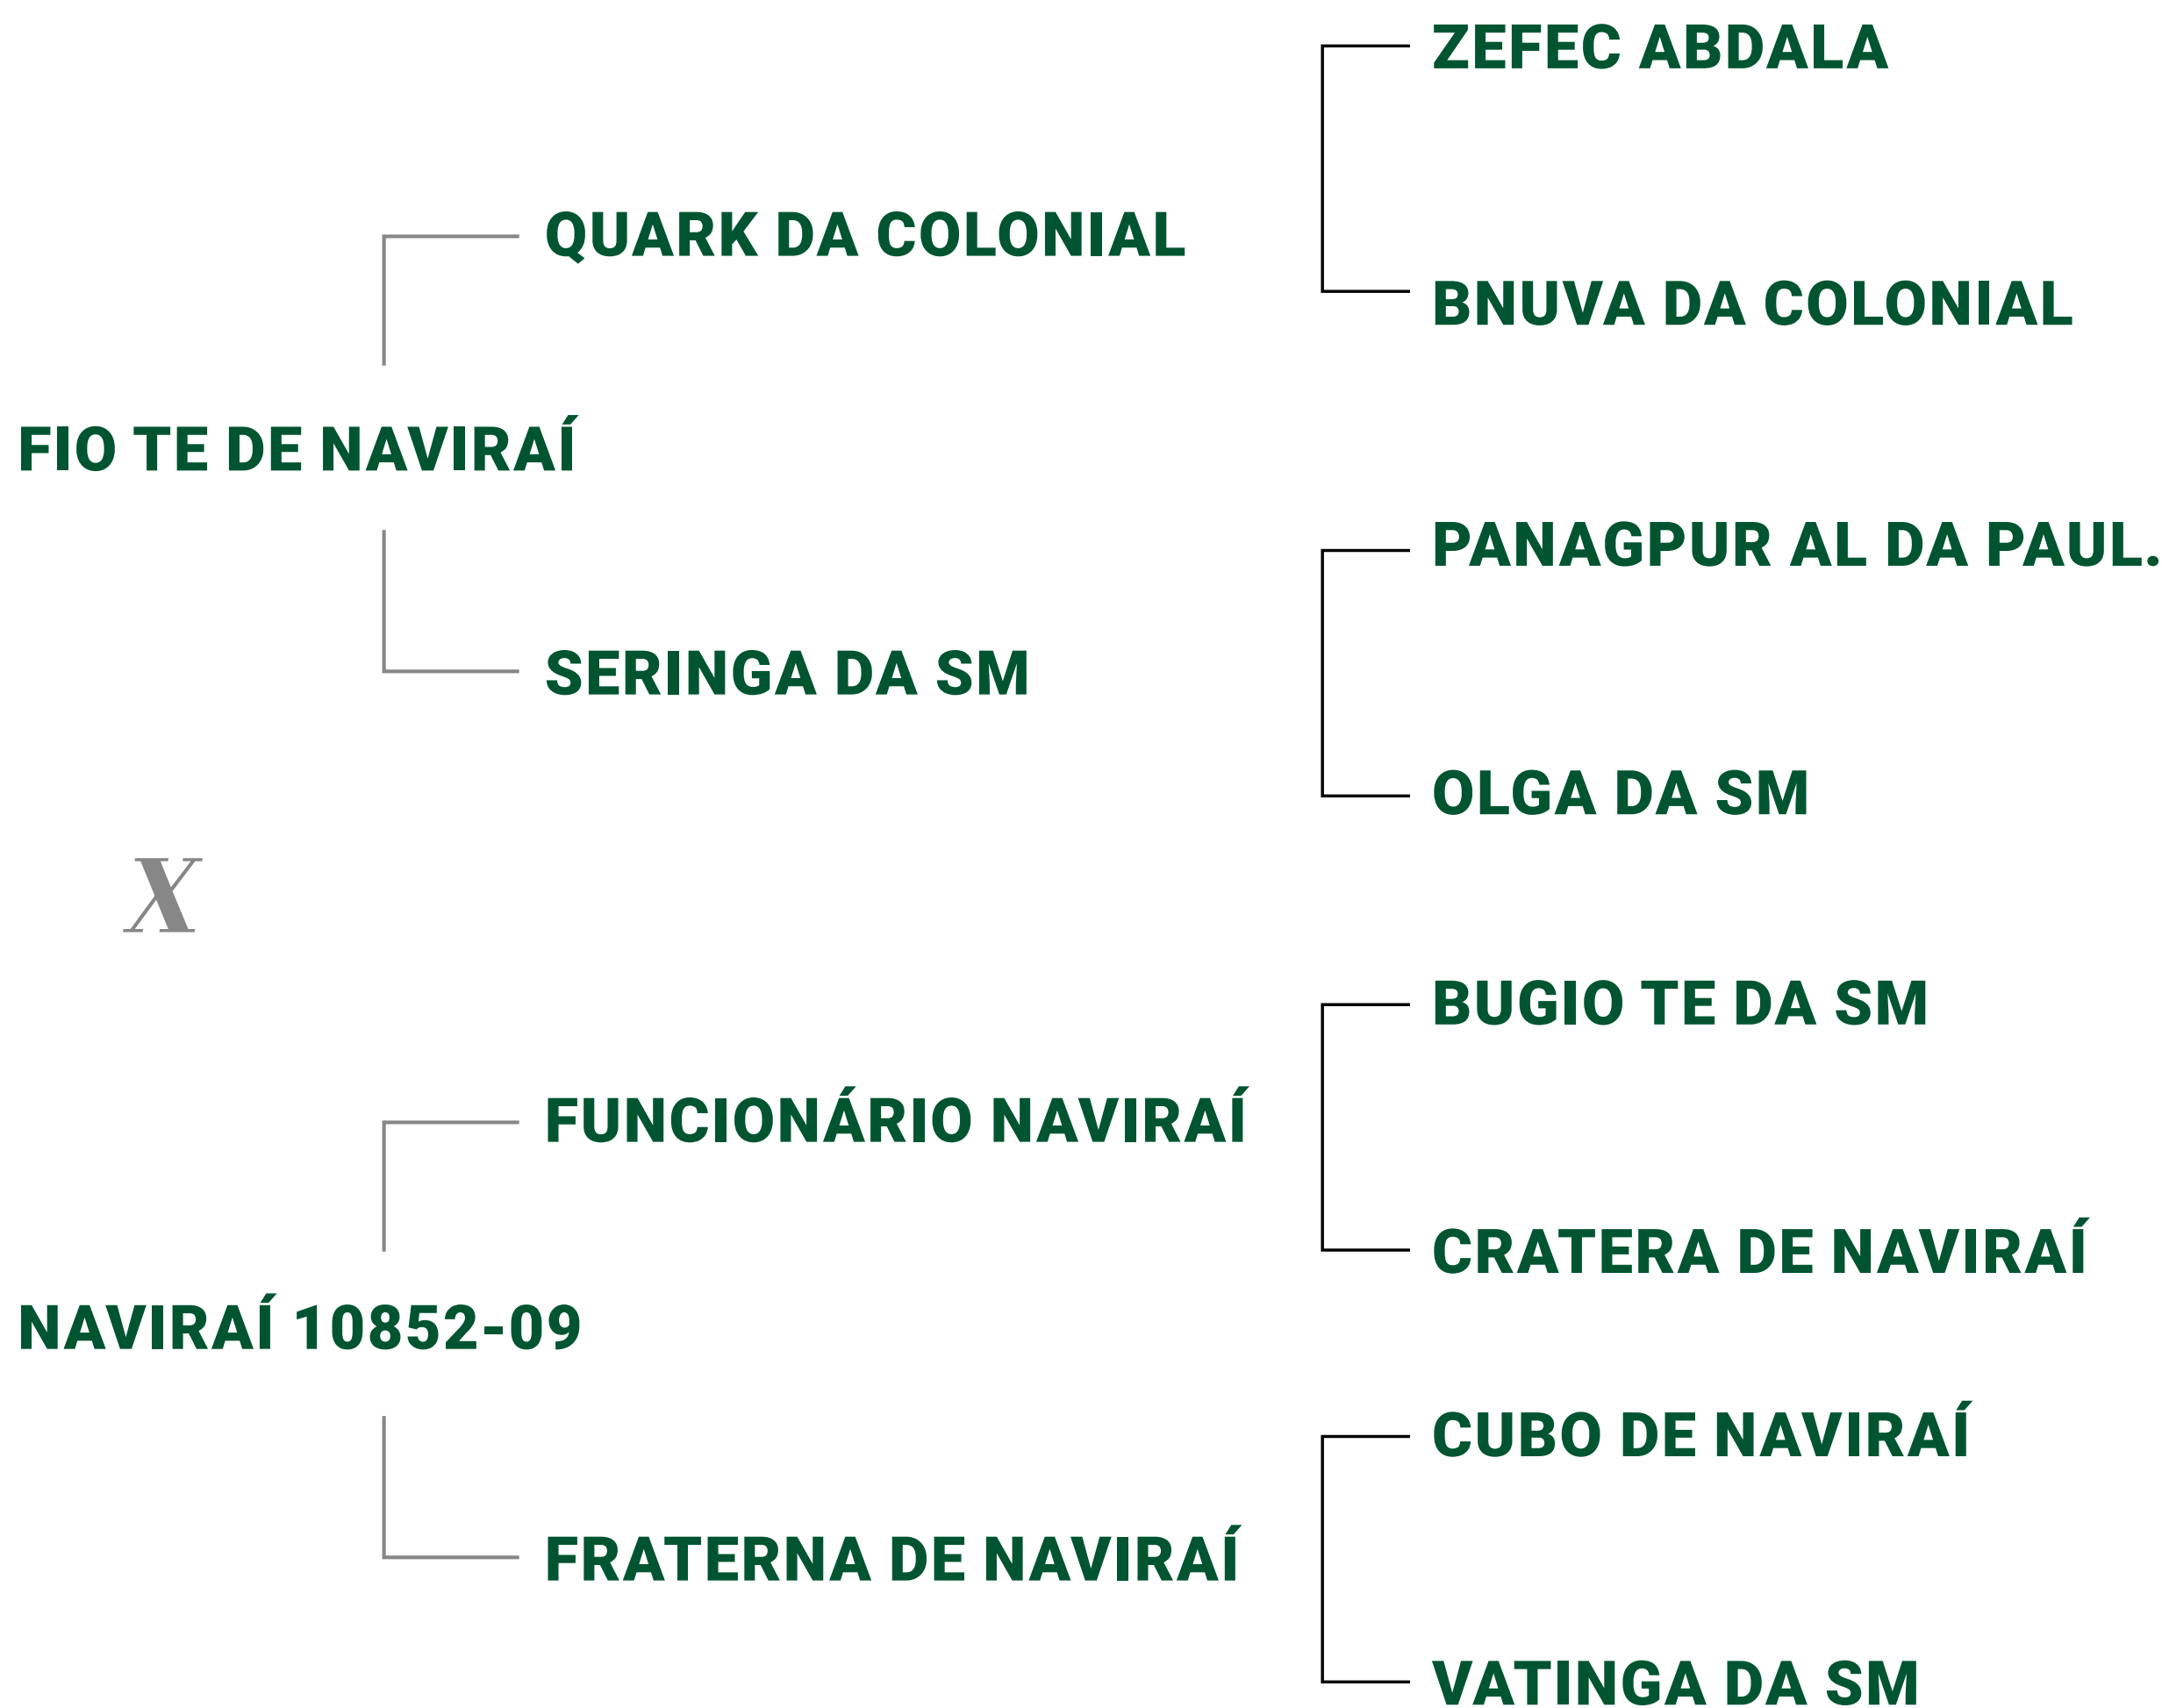 ZEFEC ABDALA
QUARK DA COLONIAL
BNUVA DA COLONIAL
FIO TE DE NAVIRAÍ
PANAGPUR AL DA PAUL.
SERINGA DA SM
OLGA DA SM
X
BUGIO TE DA SM
FUNCIONÁRIO NAVIRAÍ
CRATERA DE NAVIRAÍ
NAVIRAÍ 10852-09
CUBO DE NAVIRAÍ
FRATERNA DE NAVIRAÍ
VATINGA DA SM